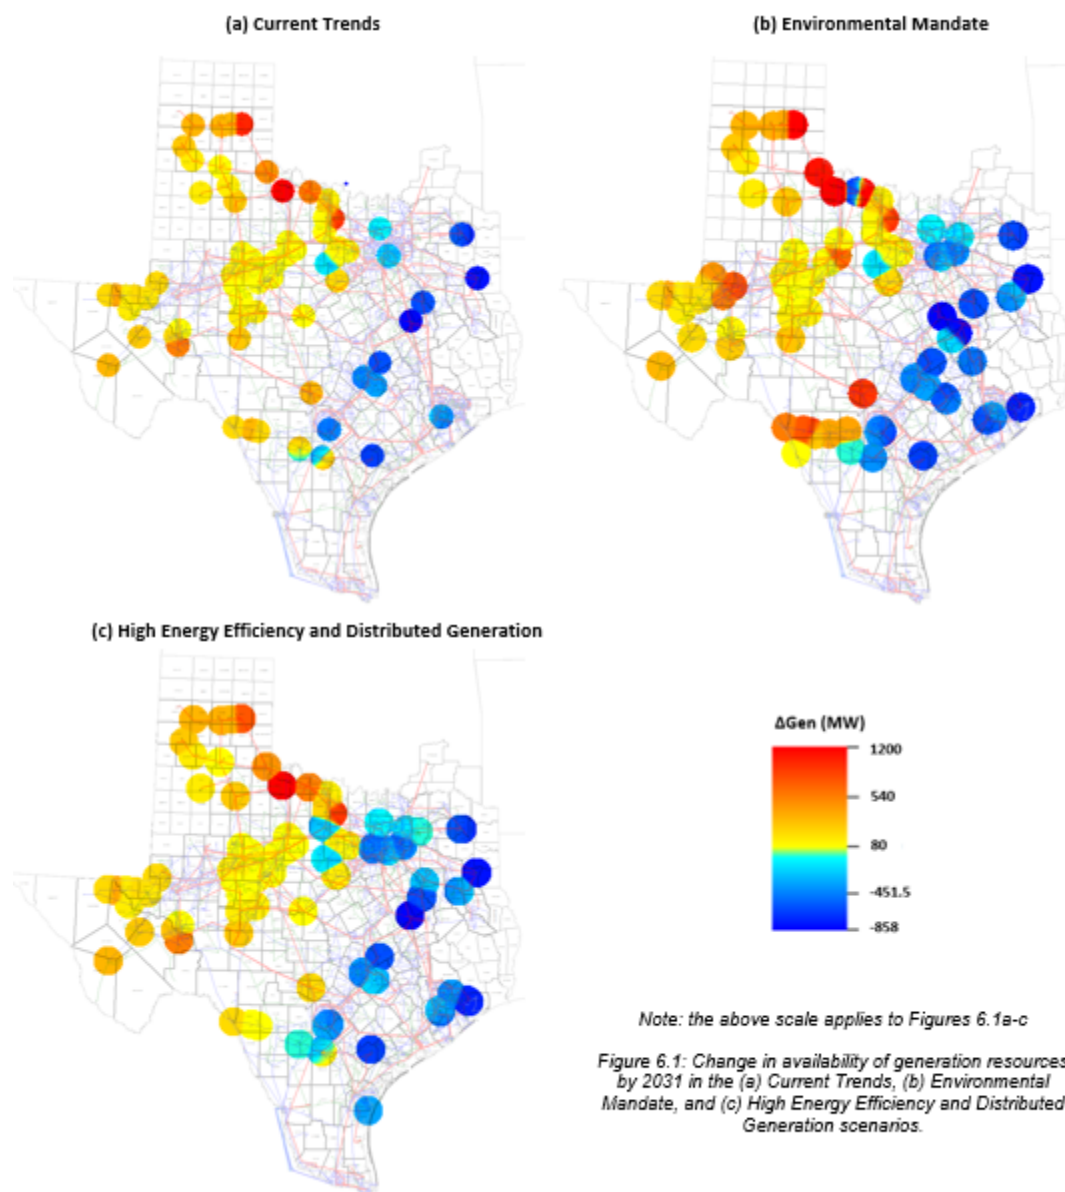 (a) Current Trends
(b) Environmental Mandate
(c) High Energy Efficiency and Distributed Generation
ΔGen (MW)
1200
540
80
-451.5
-858
Note: the above scale applies to Figures 6.1a-c
Figure 6.1: Change in availability of generation resources
by 2031 in the (a) Current Trends, (b) Environmental
Mandate, and (c) High Energy Efficiency and Distributed
Generation scenarios.